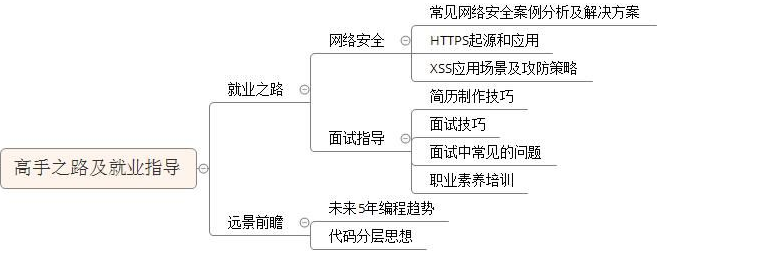 常见网络安全案例分析及解决方案
网络安全
HTTPS起源和应用
XSS应用场景及攻防策略
就业之路
简历制作技巧
面试技巧
面试指导
面试中常见的问题
高手之路及就业指导
职业素养培训
未来5年编程趋势
远景前瞻
代码分层思想